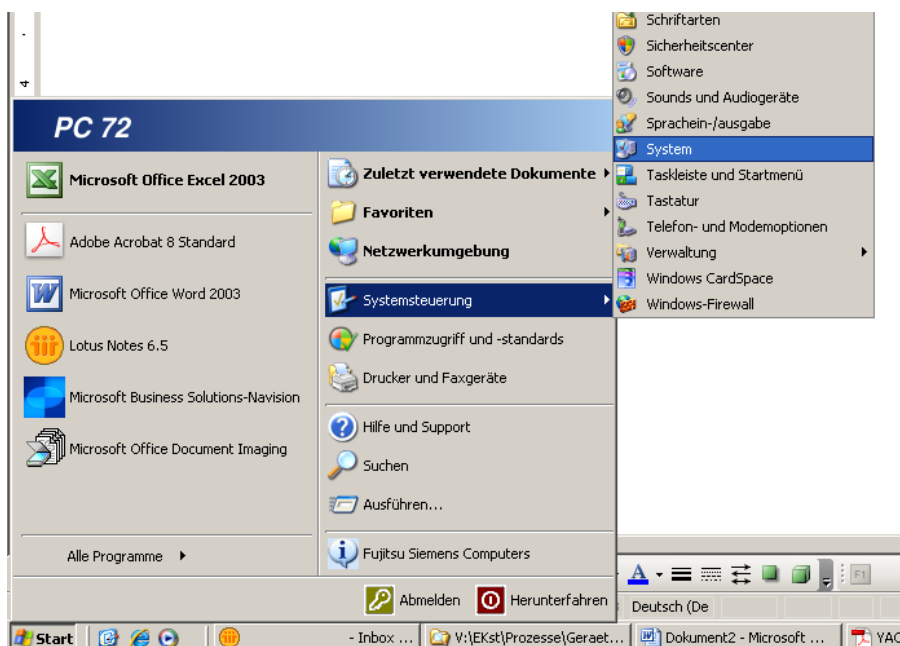 4
PC 72
Microsoft Office Excel 2003
Adobe Acrobat 8 Standard
Microsoft Office Word 2003
Lotus Notes 6.5
Microsoft Business Solutions-Navision
Microsoft Office Document Imaging
Alle Programme
Zuletzt verwendete Dokumente
Favoriten
Netzwerkumgebung
Systemsteuerung
Programmzugriff und -standards
Drucker und Faxgeräte
Hilfe und Support
Suchen
Ausführen...
Fujitsu Siemens Computers
Abmelden
Herunterfahren
Schriftarten
Sicherheitscenter
Software
Sounds und Audiogeräte
Sprachein-/ausgabe
System
Taskleiste und Startmenü
Tastatur
Telefon- und Modemoptionen
Verwaltung
Windows CardSpace
Windows-Firewall
A
F1
Deutsch (De
Start
- Inbox ...
V:\EKst\Prozesse\Geraet...
Dokument2 - Microsoft ...
YAC